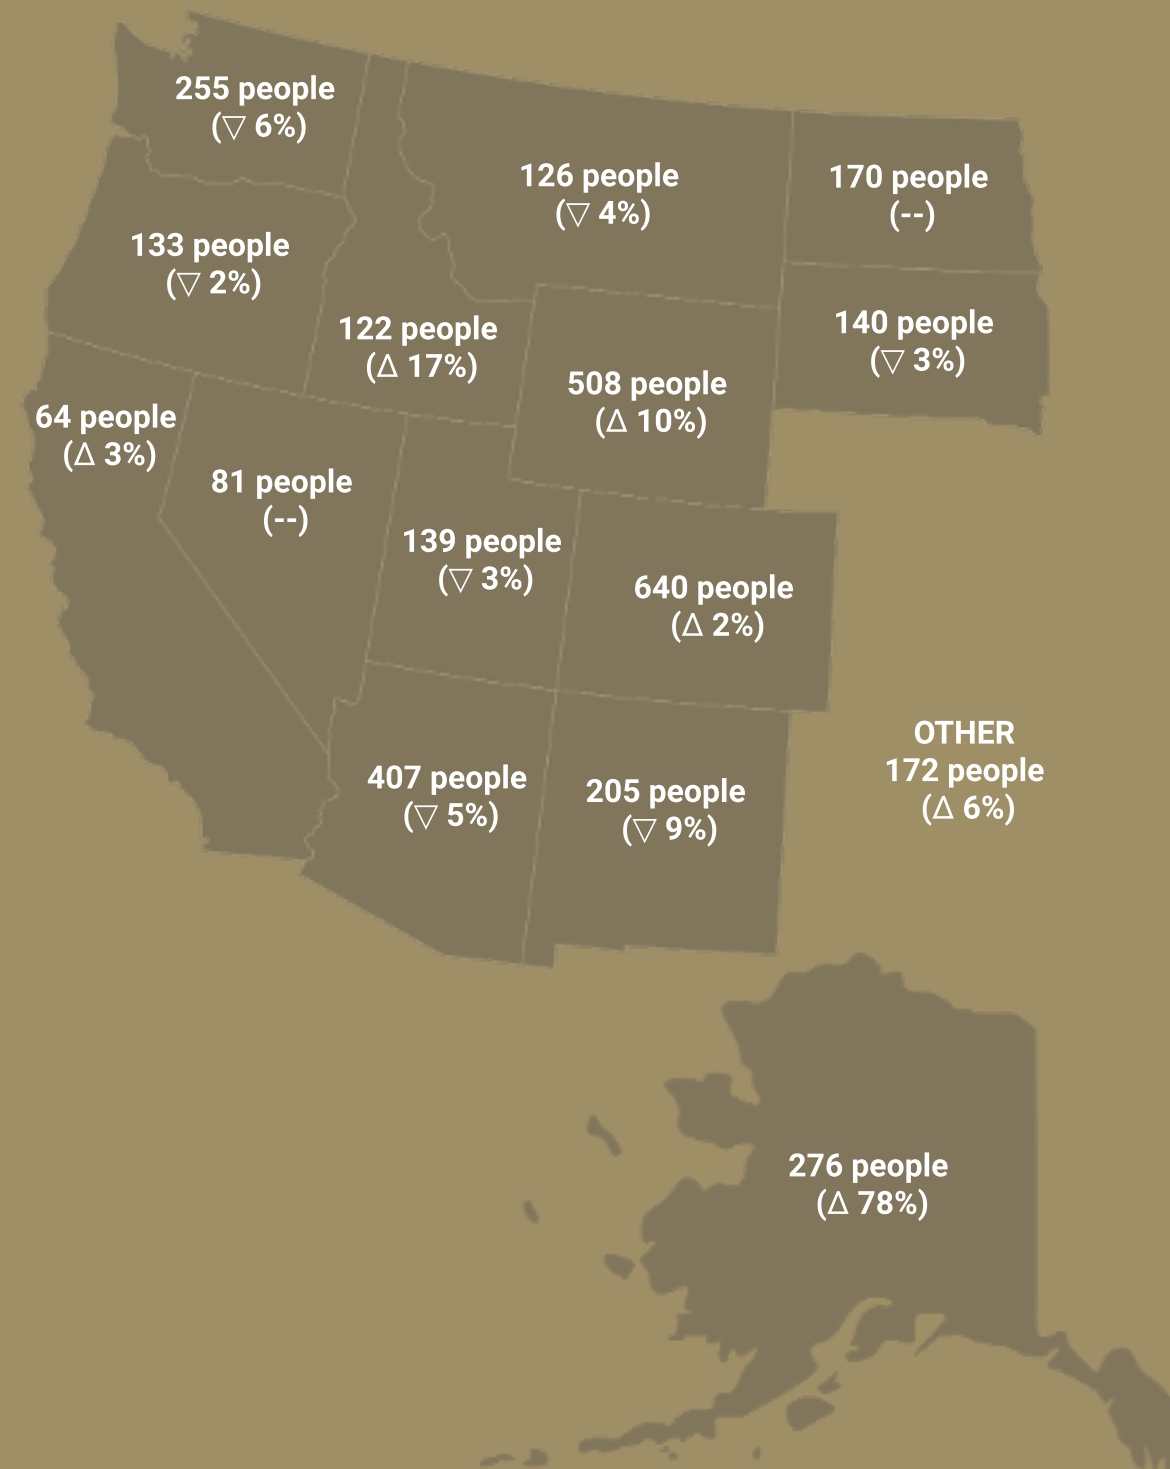 255 people
(▽ 6%)
126 people
(▽ 4%)
170 people
(--)
133 people
(▽ 2%)
122 people
(Δ 17%)
508 people
(Δ 10%)
140 people
(▽ 3%)
64 people
(Δ 3%)
81 people
(--)
139 people
(▽ 3%)
640 people
(Δ 2%)
407 people
(▽ 5%)
205 people
(▽ 9%)
OTHER
172 people
(Δ 6%)
276 people
(Δ 78%)